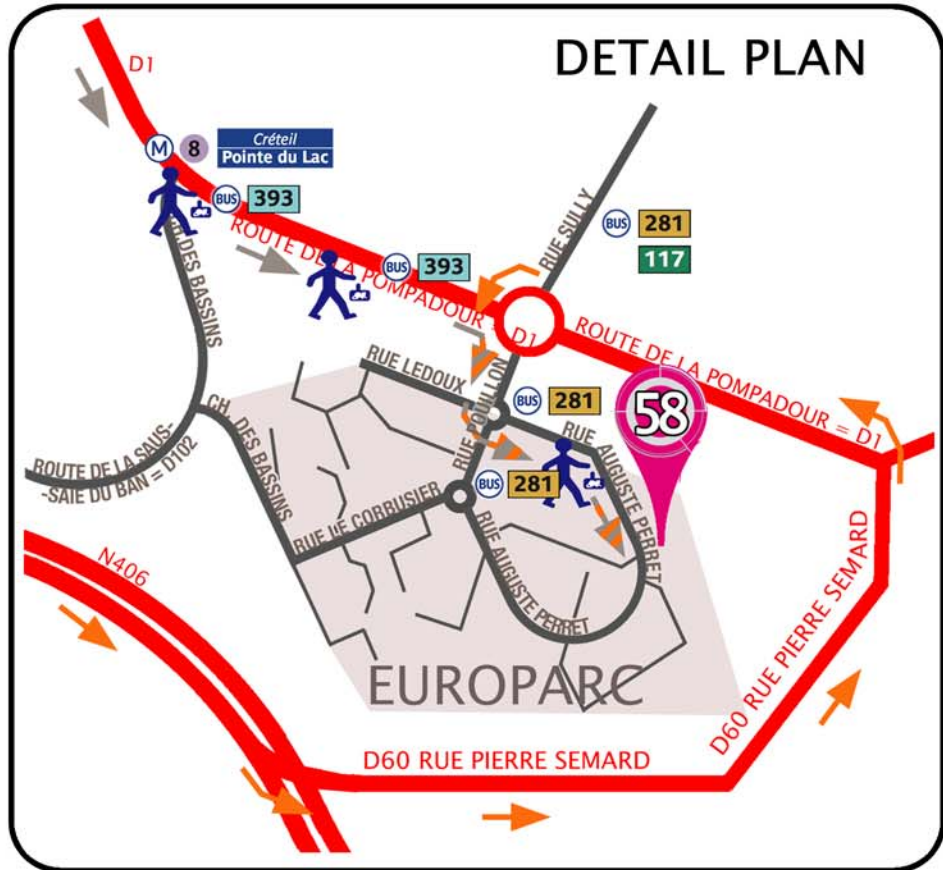 DETAIL PLAN
D1
M 8 Créteil
Pointe du Lac
BUS 393
RUE SULLY
BUS 281
117
BUS 393
ROUTE DE LA POMPADOUR = D1
ROUTE DE LA POMPADOUR = D1
DES BASSINS
RUE LEDOUX
RUE POUILLON
BUS 281
58
CH. DES BASSINS
ROUTE DE LA SAUS-
-SAIE DU BAN = D102
BUS 281
RUE AUGUSTE PERRET
RUE LE CORBUSIER
RUE AUGUSTE PERRET
N406
EUROPARC
D60 RUE PIERRE SEMARD
D60 RUE PIERRE SEMARD